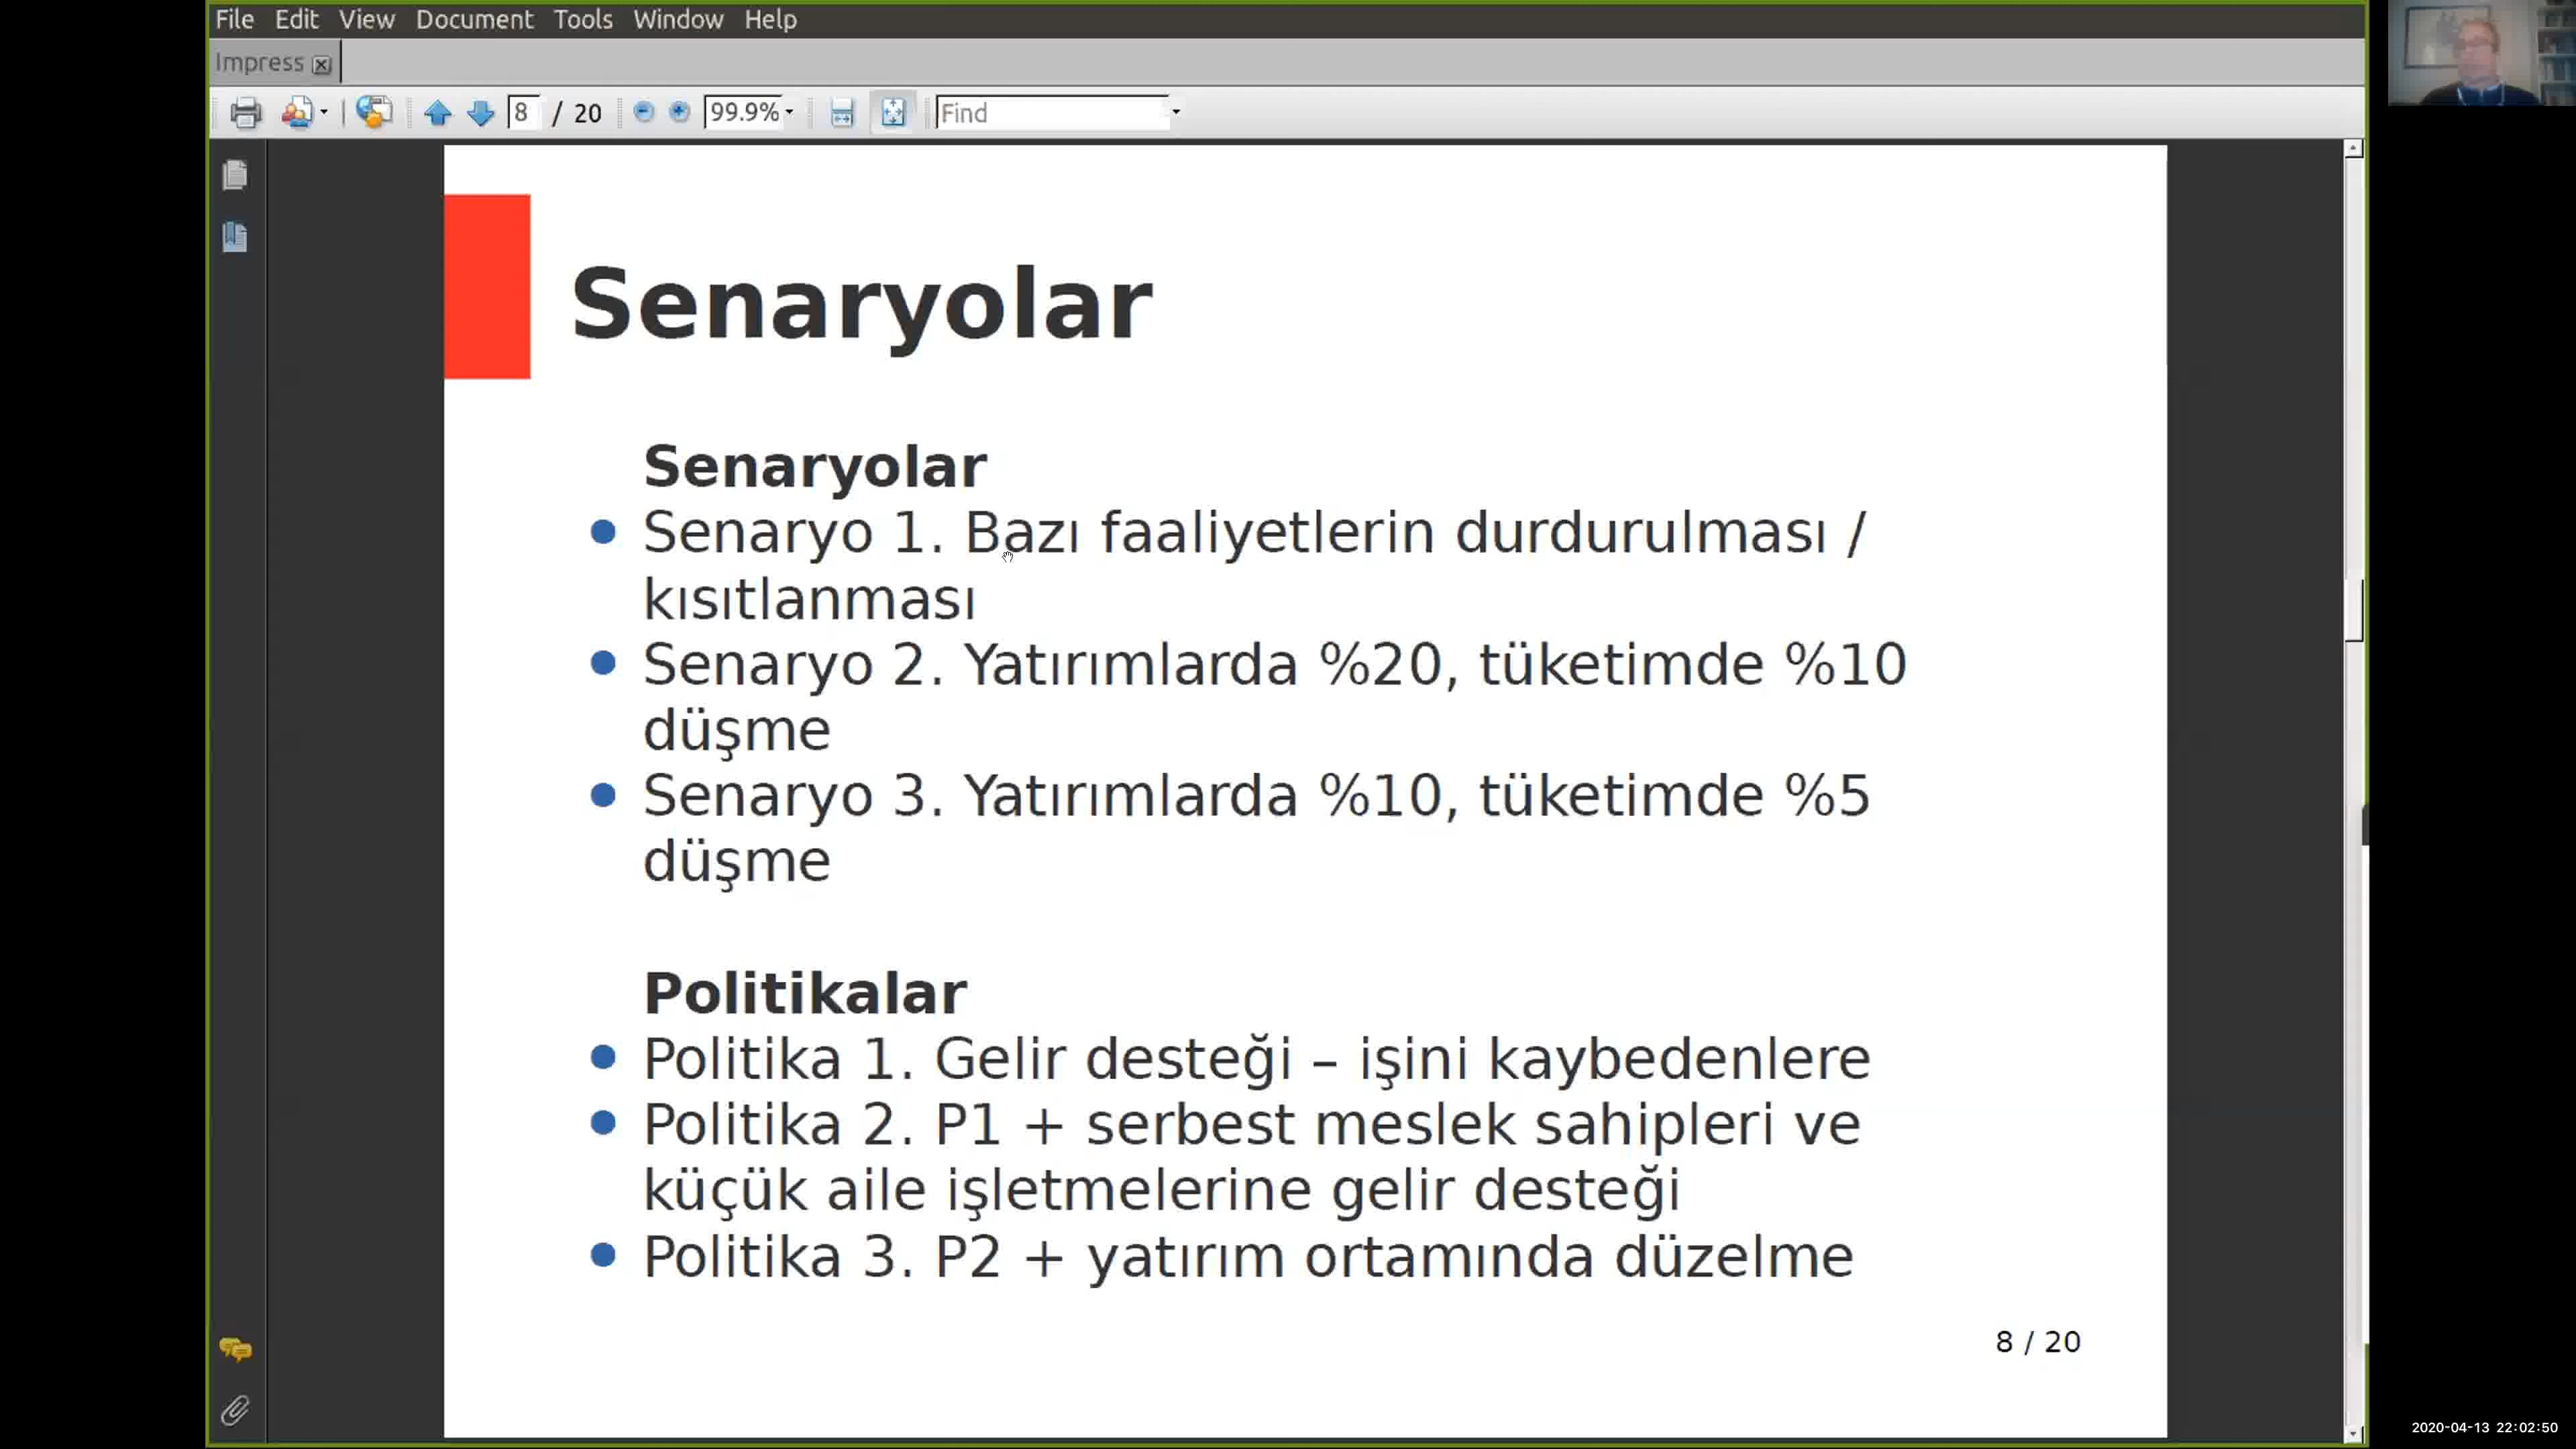 File Edit View Document Tools Window Help
Impress
8 / 20 99.9% Find
Senaryolar
Senaryolar
Senaryo 1. Bazı faaliyetlerin durdurulması /
kısıtlanması
Senaryo 2. Yatırımlarda %20, tüketimde %10
düşme
Senaryo 3. Yatırımlarda %10, tüketimde %5
düşme
Politikalar
Politika 1. Gelir desteği – işini kaybedenlere
Politika 2. P1 + serbest meslek sahipleri ve
küçük aile işletmelerine gelir desteği
Politika 3. P2 + yatırım ortamında düzelme
8 / 20
2020-04-13 22:02:50